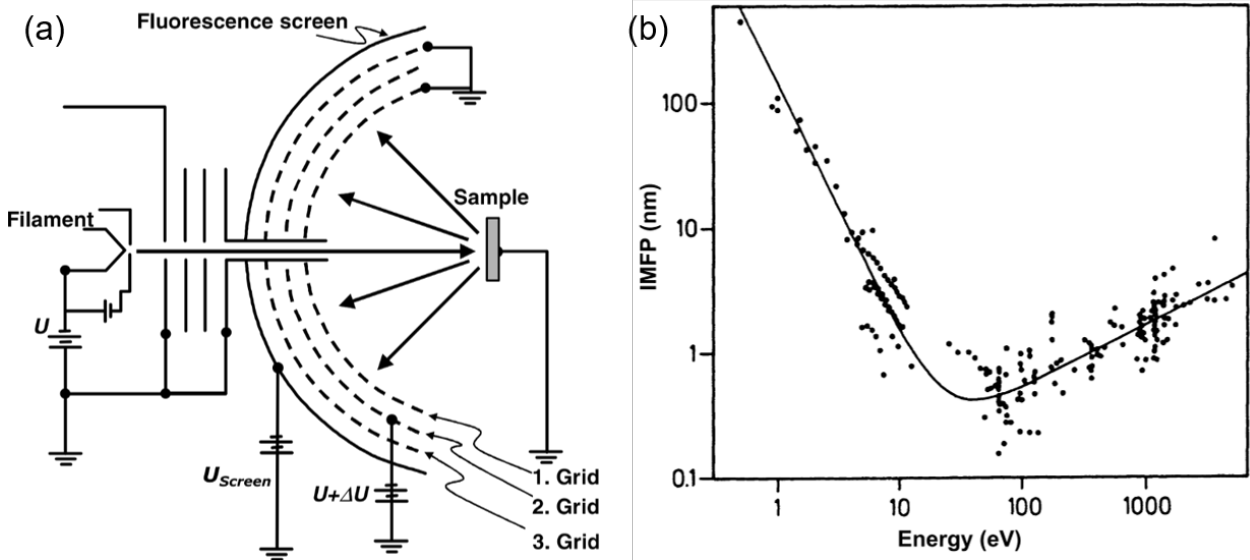 (a)
Fluorescence screen
Filament
Sample
U
U_Screen
U+ΔU
1. Grid
2. Grid
3. Grid
(b)
IMFP (nm)
100
10
1
0.1
1
10
100
1000
Energy (eV)